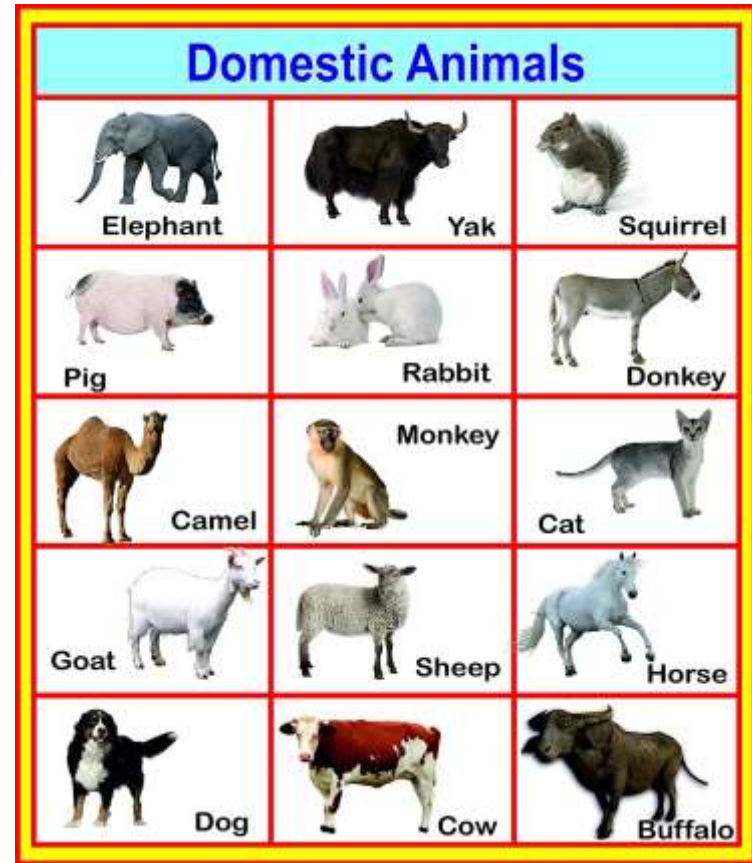 Domestic Animals
Elephant
Yak
Squirrel
Pig
Rabbit
Donkey
Camel
Monkey
Cat
Goat
Sheep
Horse
Dog
Cow
Buffalo